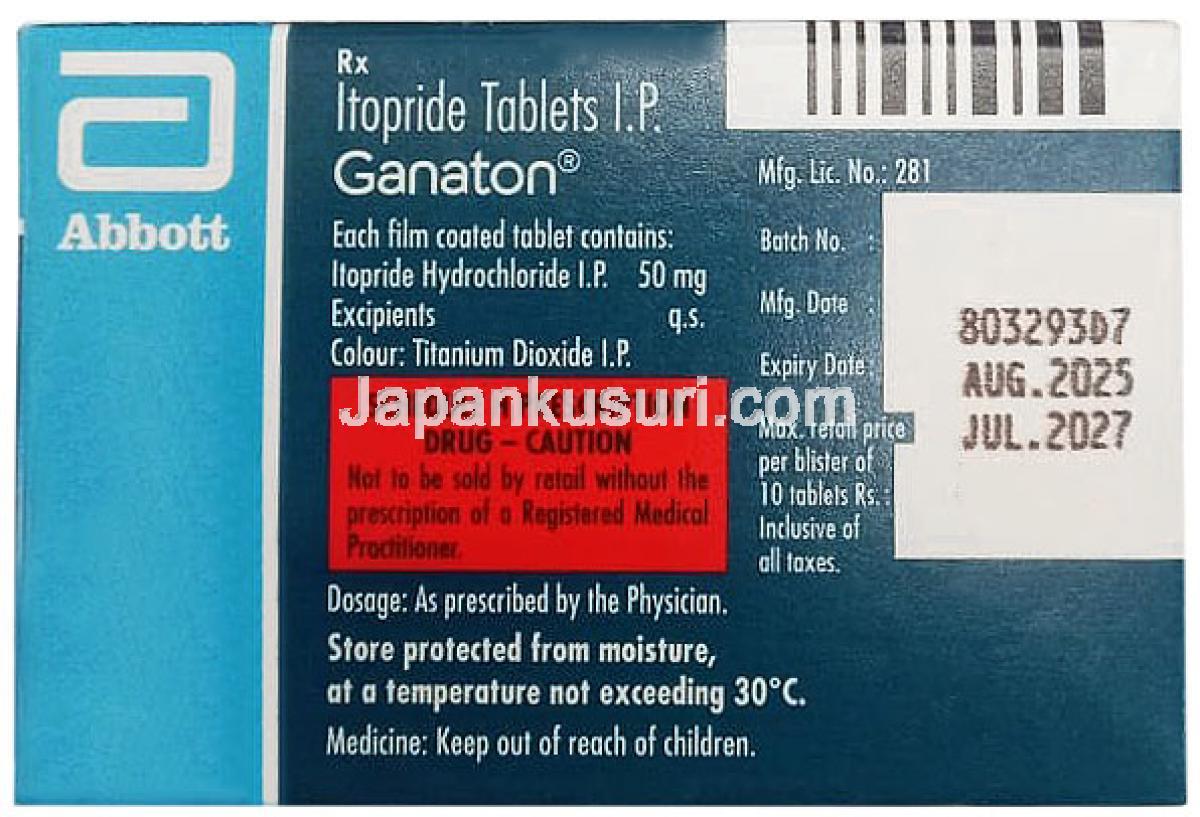 Abbott
Rx
Itopride Tablets I.P.
Ganaton®
Each film coated tablet contains:
Itopride Hydrochloride I.P. 50 mg
Excipients q.s.
Colour: Titanium Dioxide I.P.
Japankusuri.com
DRUG – CAUTION
Not to be sold by retail without the
prescription of a Registered Medical
Practitioner.
Dosage: As prescribed by the Physician.
Store protected from moisture,
at a temperature not exceeding 30°C.
Medicine: Keep out of reach of children.
Mfg. Lic. No.: 281
Batch No. :
Mfg. Date :
Expiry Date:
Max. retail price
per blister of
10 tablets Rs.:
Inclusive of
all taxes.
803293D7
AUG.2025
JUL.2027